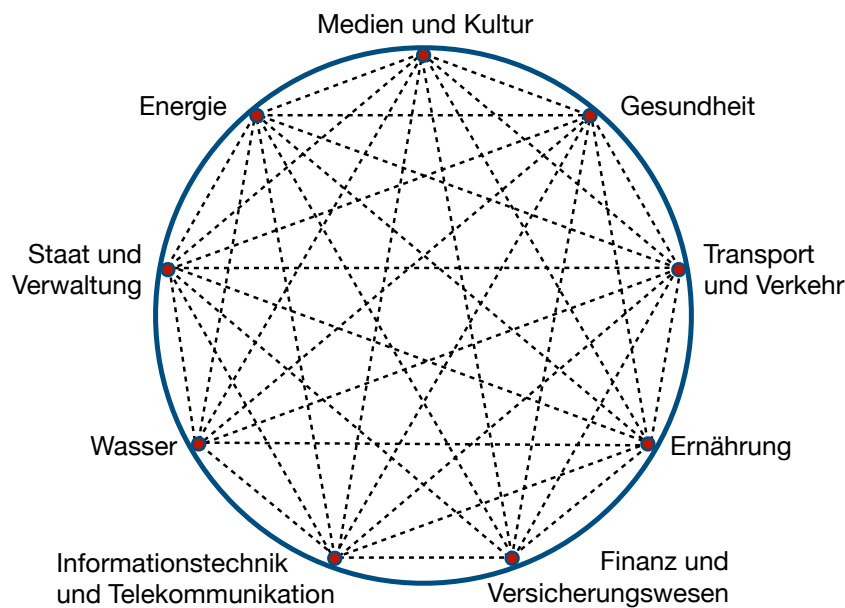 Medien und Kultur
Energie
Gesundheit
Staat und
Verwaltung
Transport
und Verkehr
Wasser
Ernährung
Informationstechnik
und Telekommunikation
Finanz und
Versicherungswesen